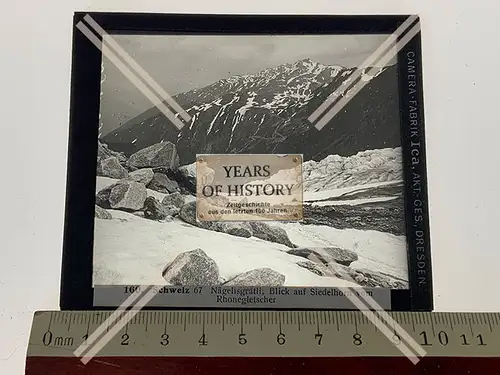 CAMERA-FABRIK Ica, AKT.-GES., DRESDEN.
YEARS
OF HISTORY
Zeitgeschichte
aus den letzten 100 Jahren
Schweiz 67 Nägelisgrätli, Blick auf Siedelhorn vom
Rhonegletscher
0mm 1 2 3 4 5 6 7 8 9 10 11